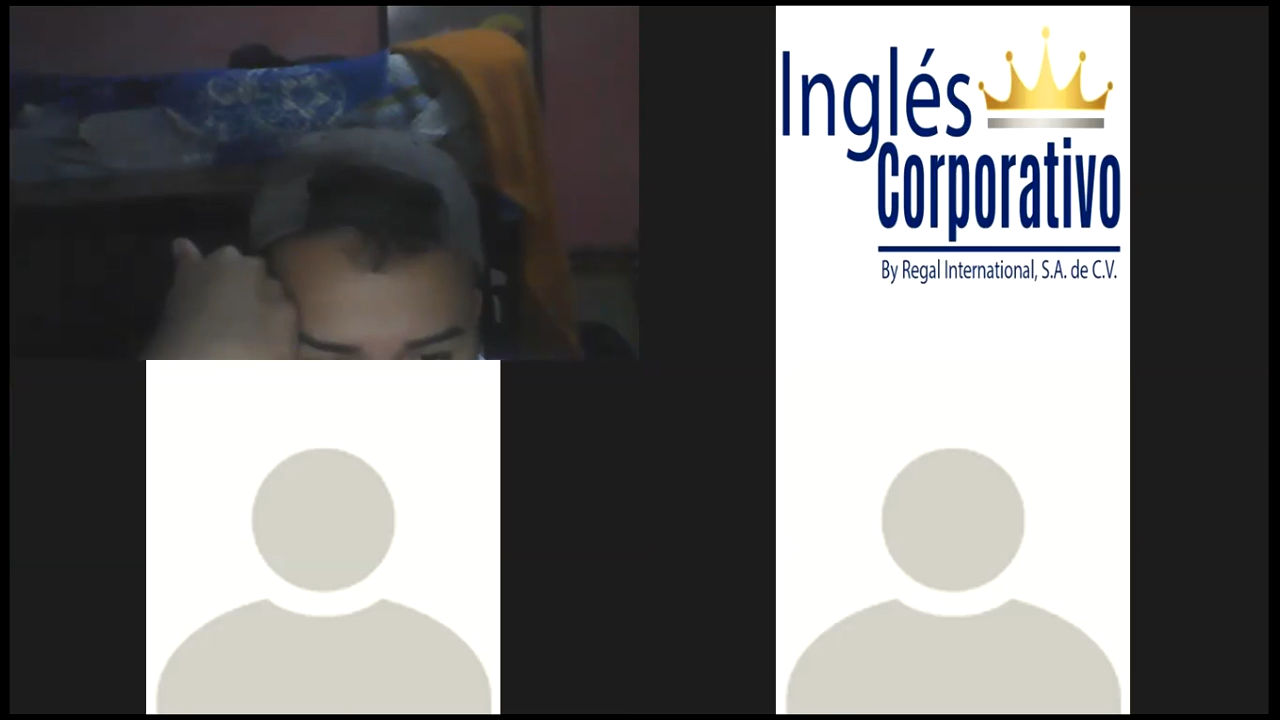 Inglés
Corporativo
By Regal International, S.A. de C.V.